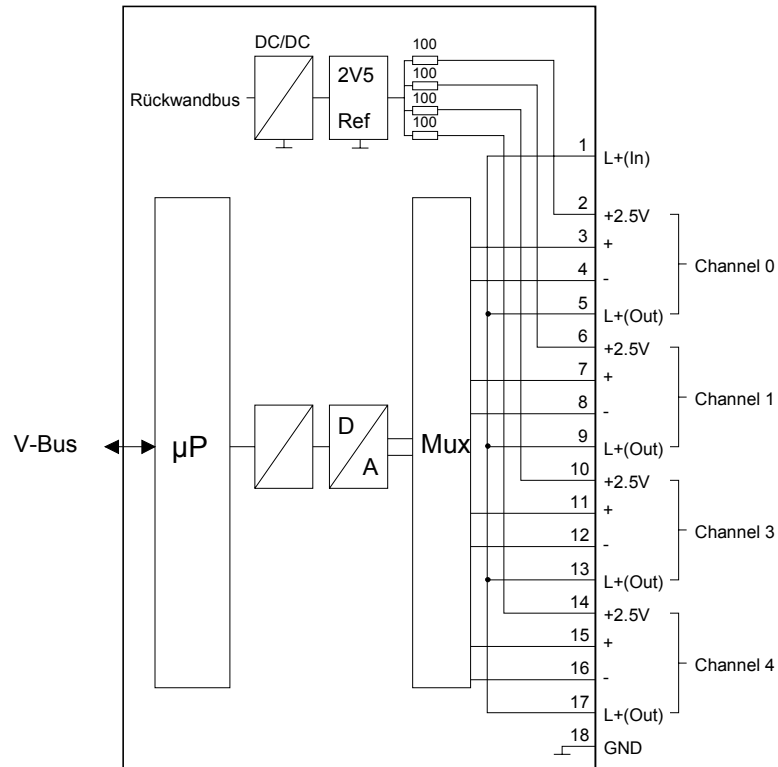 DC/DC
100
2V5
100
Rückwandbus
100
Ref
100
1
L+(In)
2
+2.5V
3
+
4
-
Channel 0
5
L+(Out)
6
+2.5V
7
+
8
-
Channel 1
9
L+(Out)
V-Bus
µP
D
A
Mux
10
+2.5V
11
+
12
-
Channel 3
13
L+(Out)
14
+2.5V
15
+
16
-
Channel 4
17
L+(Out)
18
GND